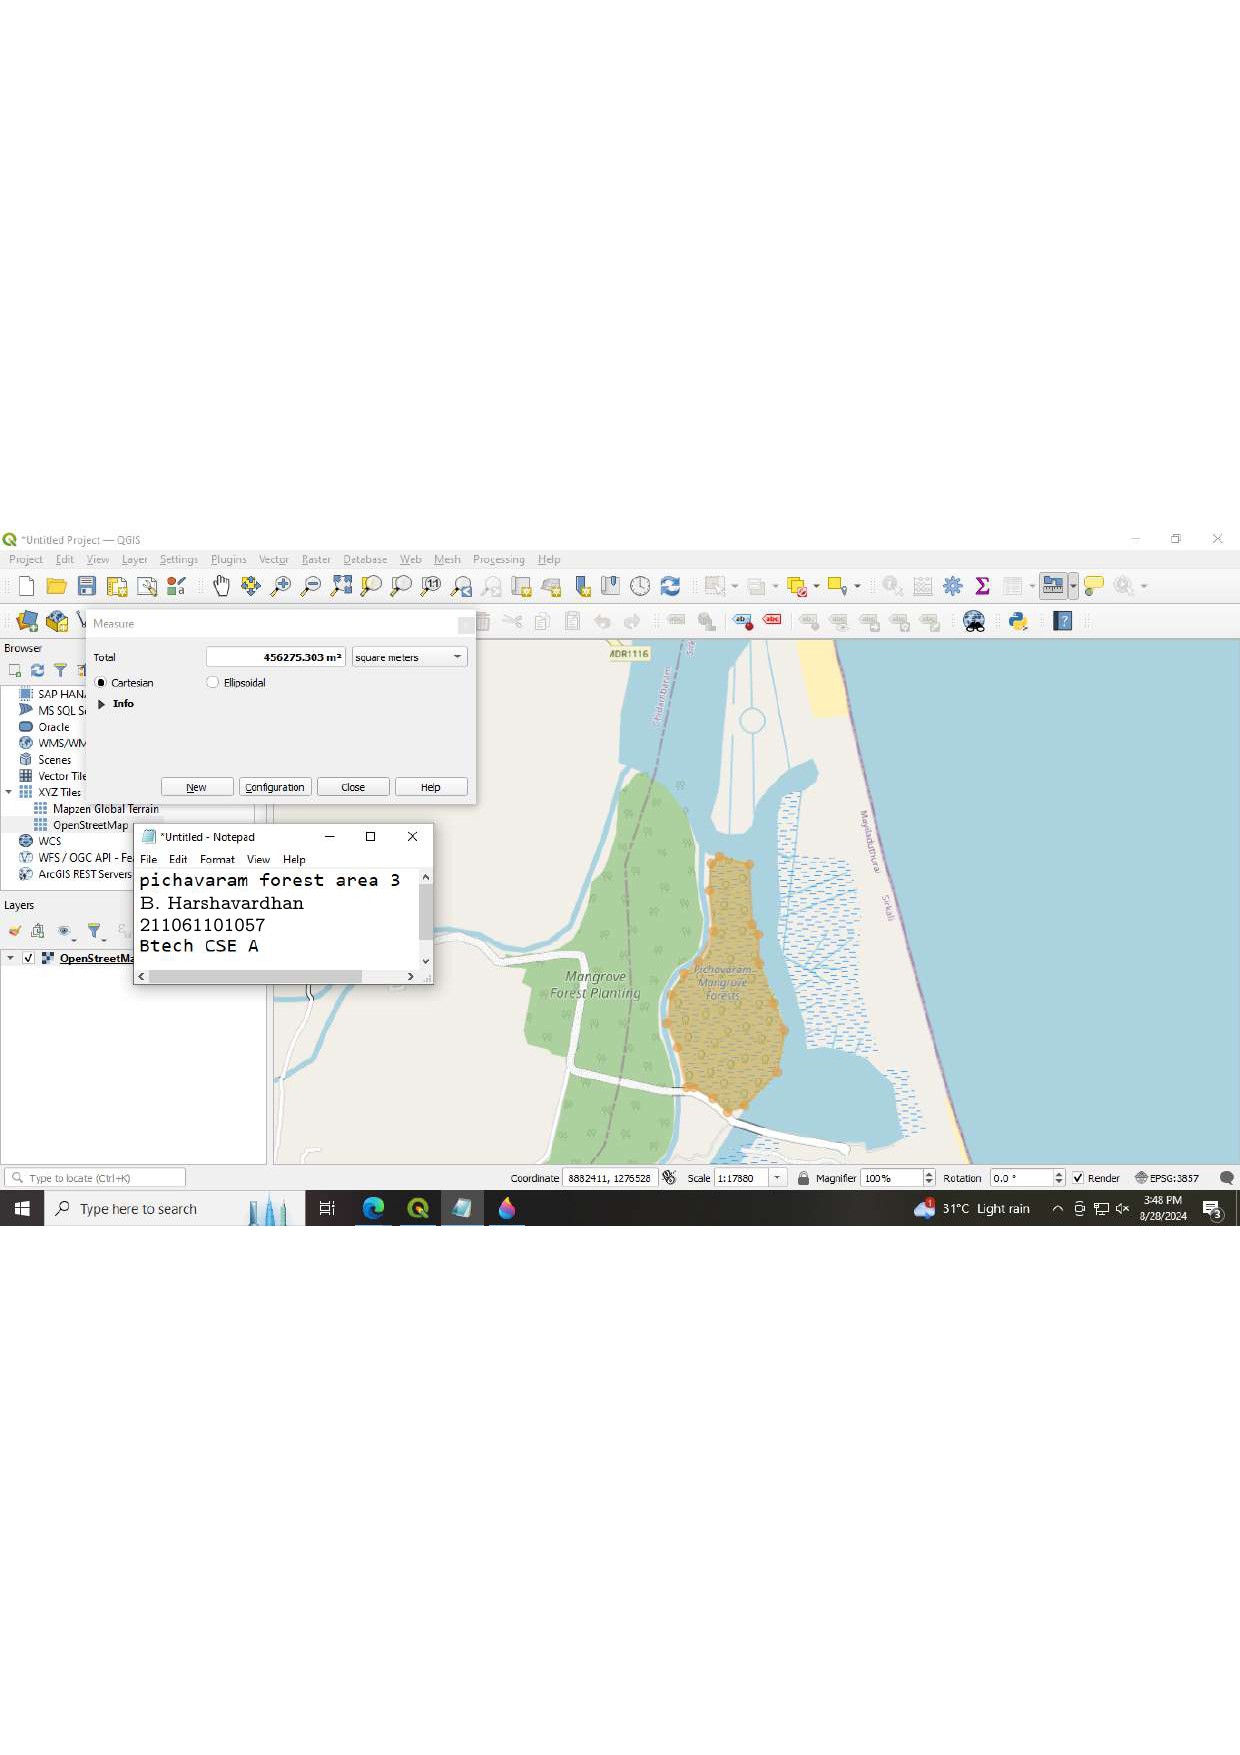 *Untitled Project — QGIS
Project Edit View Layer Settings Plugins Vector Raster Database Web Mesh Processing Help
Measure
Total 456275.303 m² square meters
Cartesian Ellipsoidal
Info
New Configuration Close Help
Browser
SAP HANA
MS SQL S
Oracle
WMS/WM
Scenes
Vector Tile
XYZ Tiles
Mapzen Global Terrain
OpenStreetMap
WCS
WFS / OGC API - Fea
ArcGIS REST Servers
Layers
OpenStreetMa
*Untitled - Notepad
File Edit Format View Help
pichavaram forest area 3
B. Harshavardhan
211061101057
Btech CSE A
MDR1116
Chidambaram
Mayiladuthurai
Sirkali
Mangrove
Forest Planting
Pichavaram
Mangrove
Forests
Type to locate (Ctrl+K)
Coordinate 8882411, 1276528 Scale 1:17880 Magnifier 100% Rotation 0.0 ° Render EPSG:3857
Type here to search
31°C Light rain
3:48 PM
8/28/2024
3